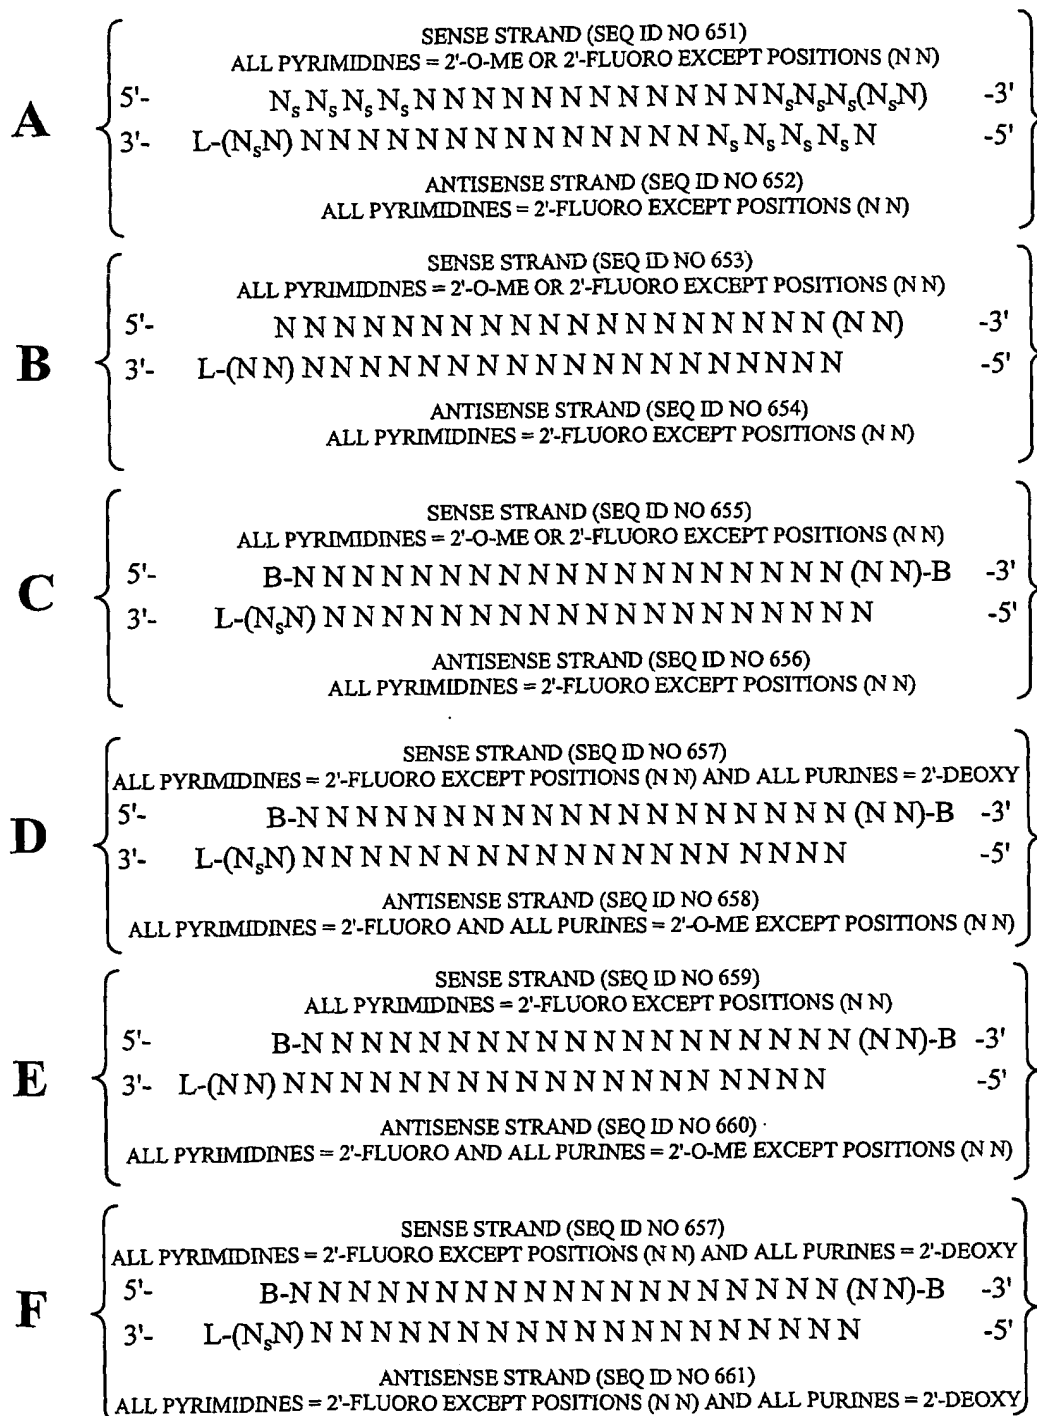 A
SENSE STRAND (SEQ ID NO 651)
ALL PYRIMIDINES = 2'-O-ME OR 2'-FLUORO EXCEPT POSITIONS (N N)
5'- NsNsNsNsN N N N N N N N N N N N NsNsNs(NsN) -3'
3'- L-(NsN) N N N N N N N N N N N N N N NsNsNsNsN -5'
ANTISENSE STRAND (SEQ ID NO 652)
ALL PYRIMIDINES = 2'-FLUORO EXCEPT POSITIONS (N N)
B
SENSE STRAND (SEQ ID NO 653)
ALL PYRIMIDINES = 2'-O-ME OR 2'-FLUORO EXCEPT POSITIONS (N N)
5'- N N N N N N N N N N N N N N N N N N N (N N) -3'
3'- L-(N N) N N N N N N N N N N N N N N N N N N N -5'
ANTISENSE STRAND (SEQ ID NO 654)
ALL PYRIMIDINES = 2'-FLUORO EXCEPT POSITIONS (N N)
C
SENSE STRAND (SEQ ID NO 655)
ALL PYRIMIDINES = 2'-O-ME OR 2'-FLUORO EXCEPT POSITIONS (N N)
5'- B-N N N N N N N N N N N N N N N N N N N (N N)-B -3'
3'- L-(NsN) N N N N N N N N N N N N N N N N N N N -5'
ANTISENSE STRAND (SEQ ID NO 656)
ALL PYRIMIDINES = 2'-FLUORO EXCEPT POSITIONS (N N)
D
SENSE STRAND (SEQ ID NO 657)
ALL PYRIMIDINES = 2'-FLUORO EXCEPT POSITIONS (N N) AND ALL PURINES = 2'-DEOXY
5'- B-N N N N N N N N N N N N N N N N N N N (N N)-B -3'
3'- L-(NsN) N N N N N N N N N N N N N N N N N N N -5'
ANTISENSE STRAND (SEQ ID NO 658)
ALL PYRIMIDINES = 2'-FLUORO AND ALL PURINES = 2'-O-ME EXCEPT POSITIONS (N N)
E
SENSE STRAND (SEQ ID NO 659)
ALL PYRIMIDINES = 2'-FLUORO EXCEPT POSITIONS (N N)
5'- B-N N N N N N N N N N N N N N N N N N N (N N)-B -3'
3'- L-(N N) N N N N N N N N N N N N N N N N N N N -5'
ANTISENSE STRAND (SEQ ID NO 660)
ALL PYRIMIDINES = 2'-FLUORO AND ALL PURINES = 2'-O-ME EXCEPT POSITIONS (N N)
F
SENSE STRAND (SEQ ID NO 657)
ALL PYRIMIDINES = 2'-FLUORO EXCEPT POSITIONS (N N) AND ALL PURINES = 2'-DEOXY
5'- B-N N N N N N N N N N N N N N N N N N N (N N)-B -3'
3'- L-(NsN) N N N N N N N N N N N N N N N N N N N -5'
ANTISENSE STRAND (SEQ ID NO 661)
ALL PYRIMIDINES = 2'-FLUORO EXCEPT POSITIONS (N N) AND ALL PURINES = 2'-DEOXY